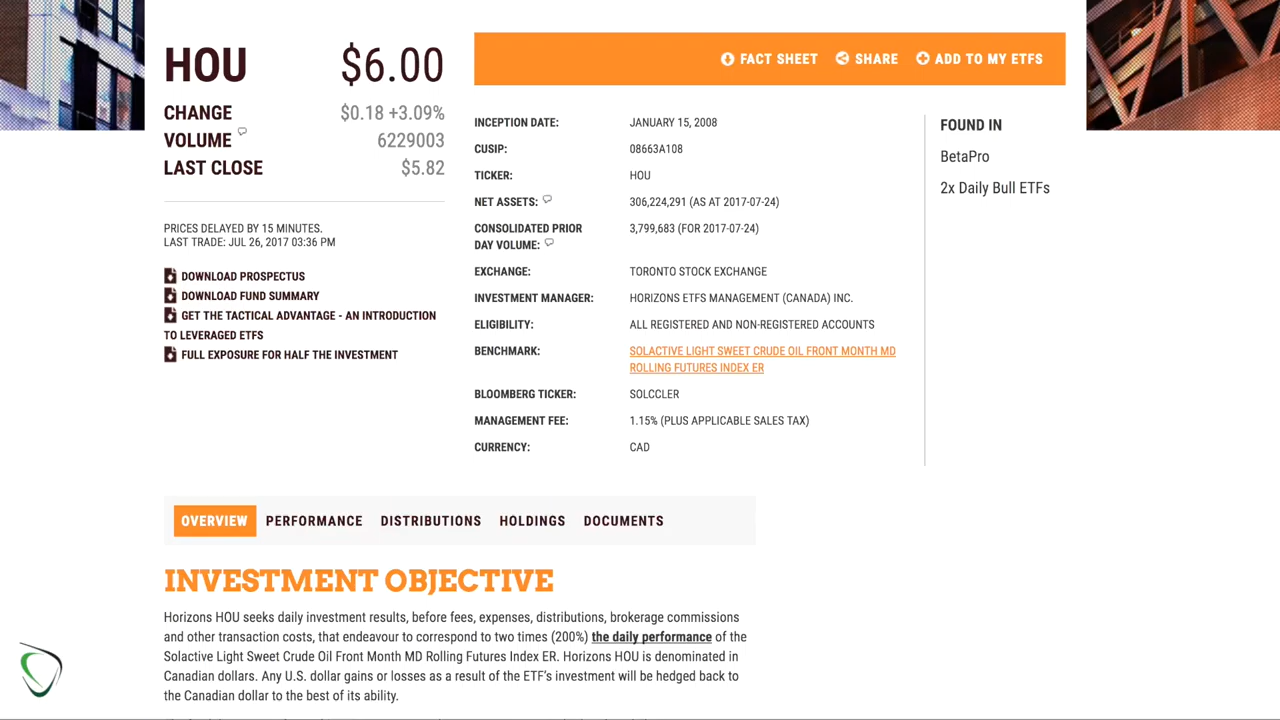 HOU $6.00
CHANGE $0.18 +3.09%
VOLUME 6229003
LAST CLOSE $5.82
PRICES DELAYED BY 15 MINUTES.
LAST TRADE: JUL 26, 2017 03:36 PM
DOWNLOAD PROSPECTUS
DOWNLOAD FUND SUMMARY
GET THE TACTICAL ADVANTAGE - AN INTRODUCTION
TO LEVERAGED ETFS
FULL EXPOSURE FOR HALF THE INVESTMENT
FACT SHEET SHARE ADD TO MY ETFS
INCEPTION DATE: JANUARY 15, 2008
CUSIP: 08663A108
TICKER: HOU
NET ASSETS: 306,224,291 (AS AT 2017-07-24)
CONSOLIDATED PRIOR 3,799,683 (FOR 2017-07-24)
DAY VOLUME:
EXCHANGE: TORONTO STOCK EXCHANGE
INVESTMENT MANAGER: HORIZONS ETFS MANAGEMENT (CANADA) INC.
ELIGIBILITY: ALL REGISTERED AND NON-REGISTERED ACCOUNTS
BENCHMARK: SOLACTIVE LIGHT SWEET CRUDE OIL FRONT MONTH MD
ROLLING FUTURES INDEX ER
BLOOMBERG TICKER: SOLCCLER
MANAGEMENT FEE: 1.15% (PLUS APPLICABLE SALES TAX)
CURRENCY: CAD
FOUND IN
BetaPro
2x Daily Bull ETFs
OVERVIEW PERFORMANCE DISTRIBUTIONS HOLDINGS DOCUMENTS
INVESTMENT OBJECTIVE
Horizons HOU seeks daily investment results, before fees, expenses, distributions, brokerage commissions
and other transaction costs, that endeavour to correspond to two times (200%) the daily performance of the
Solactive Light Sweet Crude Oil Front Month MD Rolling Futures Index ER. Horizons HOU is denominated in
Canadian dollars. Any U.S. dollar gains or losses as a result of the ETF's investment will be hedged back to
the Canadian dollar to the best of its ability.